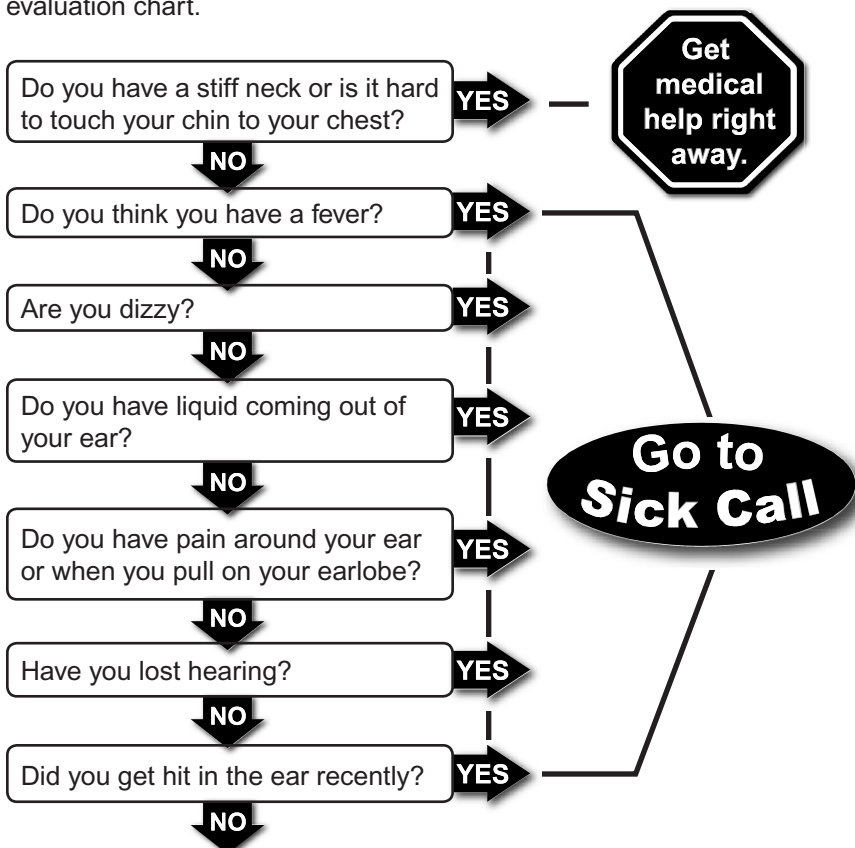 evaluation chart.
Do you have a stiff neck or is it hard
to touch your chin to your chest?
YES
Get
medical
help right
away.
NO
Do you think you have a fever?
YES
NO
Are you dizzy?
YES
NO
Do you have liquid coming out of
your ear?
YES
Go to
Sick Call
NO
Do you have pain around your ear
or when you pull on your earlobe?
YES
NO
Have you lost hearing?
YES
NO
Did you get hit in the ear recently?
YES
NO